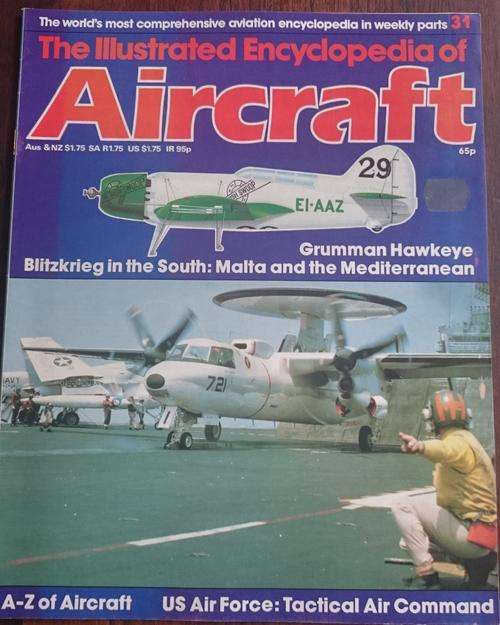 The world's most comprehensive aviation encyclopedia in weekly parts 31
The Illustrated Encyclopedia of
Aircraft
Aus & NZ $1.75 SA R1.75 US $1.75 IR 95p
65p
29
EI-AAZ
Grumman Hawkeye
Blitzkrieg in the South: Malta and the Mediterranean
NAVY
721
A-Z of Aircraft
US Air Force: Tactical Air Command